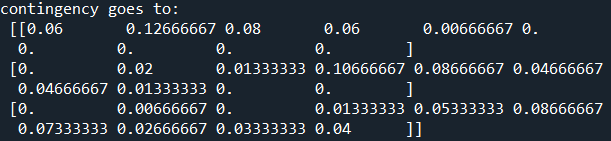 contingency goes to:
[[0.06 0.12666667 0.08 0.06 0.00666667 0.
0. 0. 0. 0. ]
[0. 0.02 0.01333333 0.10666667 0.08666667 0.04666667
0.04666667 0.01333333 0. 0. ]
[0. 0.00666667 0. 0.01333333 0.05333333 0.08666667
0.07333333 0.02666667 0.03333333 0.04 ]]